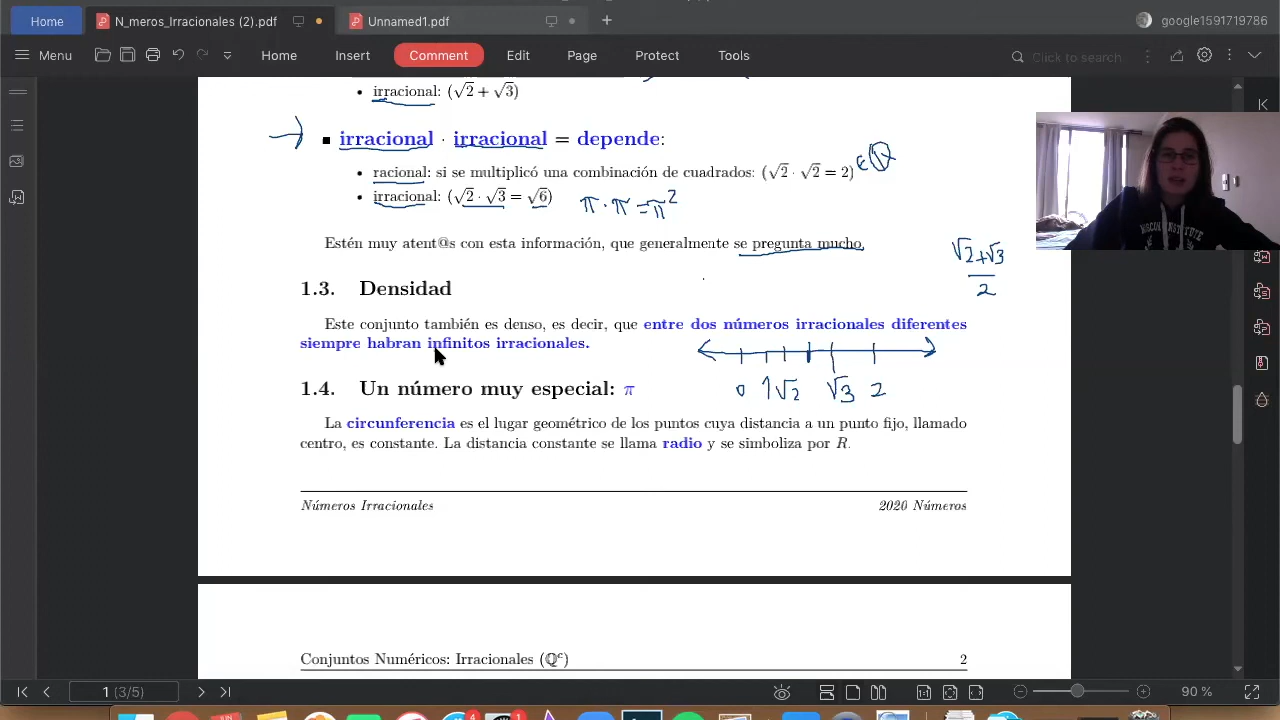 Home N_meros_Irracionales (2).pdf Unnamed1.pdf google1591719786
Menu Home Insert Comment Edit Page Protect Tools Click to search
• irracional: (√2 + √3)
→ ▪ irracional · irracional = depende:
• racional: si se multiplicó una combinación de cuadrados: (√2 · √2 = 2) ∈ℚ
• irracional: (√2 · √3 = √6) π·π = π²
Estén muy atent@s con esta información, que generalmente se pregunta mucho.
√2+√3
2
1.3. Densidad
Este conjunto también es denso, es decir, que entre dos números irracionales diferentes
siempre habran infinitos irracionales.
0 1 √2 √3 2
1.4. Un número muy especial: π
La circunferencia es el lugar geométrico de los puntos cuya distancia a un punto fijo, llamado
centro, es constante. La distancia constante se llama radio y se simboliza por R.
Números Irracionales 2020 Números
Conjuntos Numéricos: Irracionales (ℚᶜ) 2
1 (3/5) 1:1 90 %